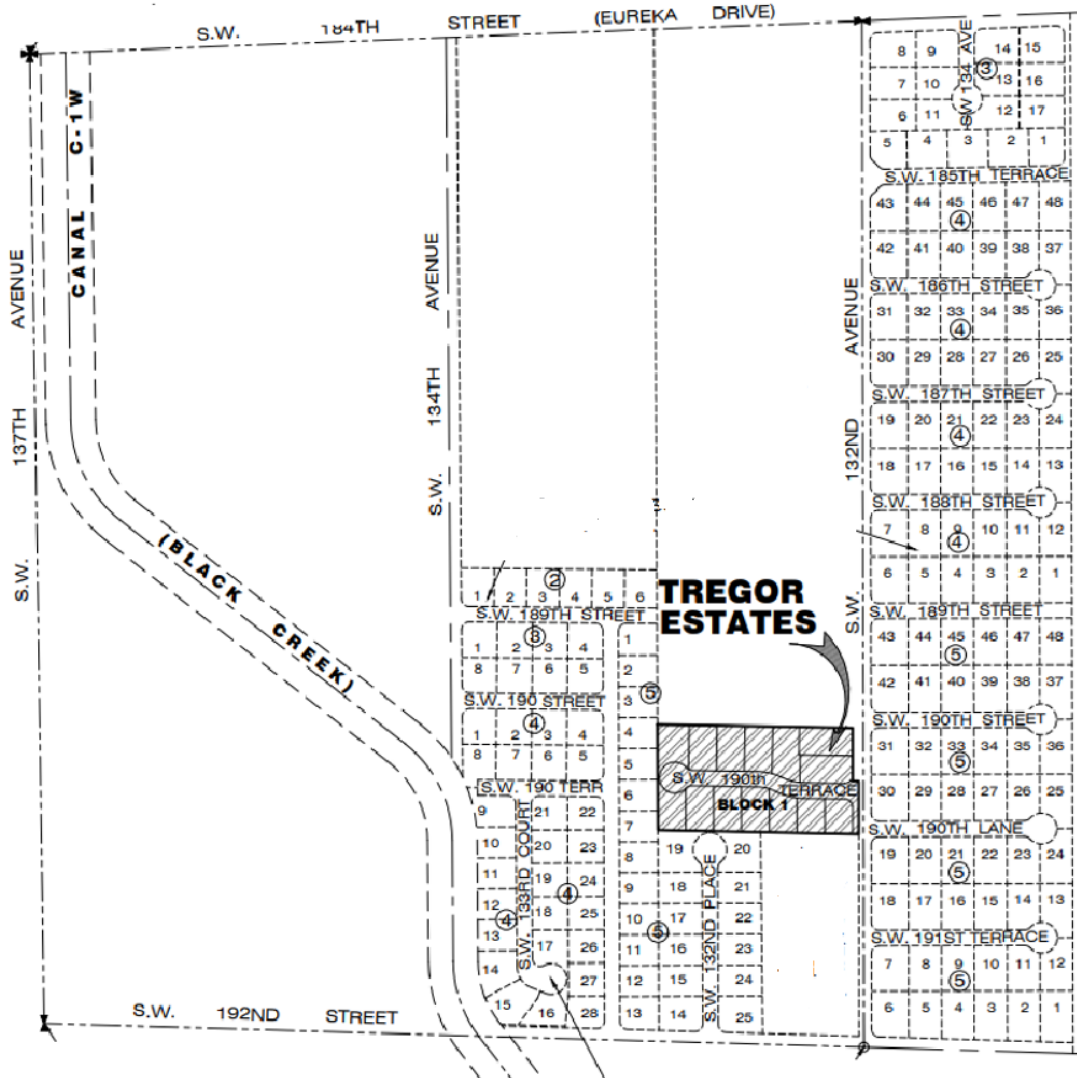 S.W. 184TH STREET (EUREKA DRIVE)
S.W. 137TH AVENUE
CANAL C-1W
(BLACK CREEK)
S.W. 134TH AVENUE
S.W. 132ND AVENUE
S.W. 192ND STREET
TREGOR
ESTATES
S.W. 190th
TERRACE
BLOCK 1
2
1 2 3 4 5 6
S.W. 189TH STREET
3
1 2 3 4
8 7 6 5
S.W. 190 STREET
4
1 2 3 4
8 7 6 5
S.W. 190 TERR
9
10
11
12
4
13
14
15
16
S.W. 133RD COURT
21 22
20 23
19 24
4
18 25
17 26
27
28
1
2
5
3
4
5
6
7
8
9
10
11
12
13
5
19 20
18 21
17 22
16 23
15 24
14 25
S.W. 132ND PLACE
8 9 14 15
SW 134 AVE
3
7 10 13 16
6 11 12 17
5 4 3 2 1
S.W. 185TH TERRACE
43 44 45 46 47 48
4
42 41 40 39 38 37
S.W. 186TH STREET
31 32 33 34 35 36
4
30 29 28 27 26 25
S.W. 187TH STREET
19 20 21 22 23 24
4
18 17 16 15 14 13
S.W. 188TH STREET
7 8 9 10 11 12
4
6 5 4 3 2 1
S.W. 189TH STREET
43 44 45 46 47 48
5
42 41 40 39 38 37
S.W. 190TH STREET
31 32 33 34 35 36
5
30 29 28 27 26 25
S.W. 190TH LANE
19 20 21 22 23 24
5
18 17 16 15 14 13
S.W. 191ST TERRACE
7 8 9 10 11 12
5
6 5 4 3 2 1